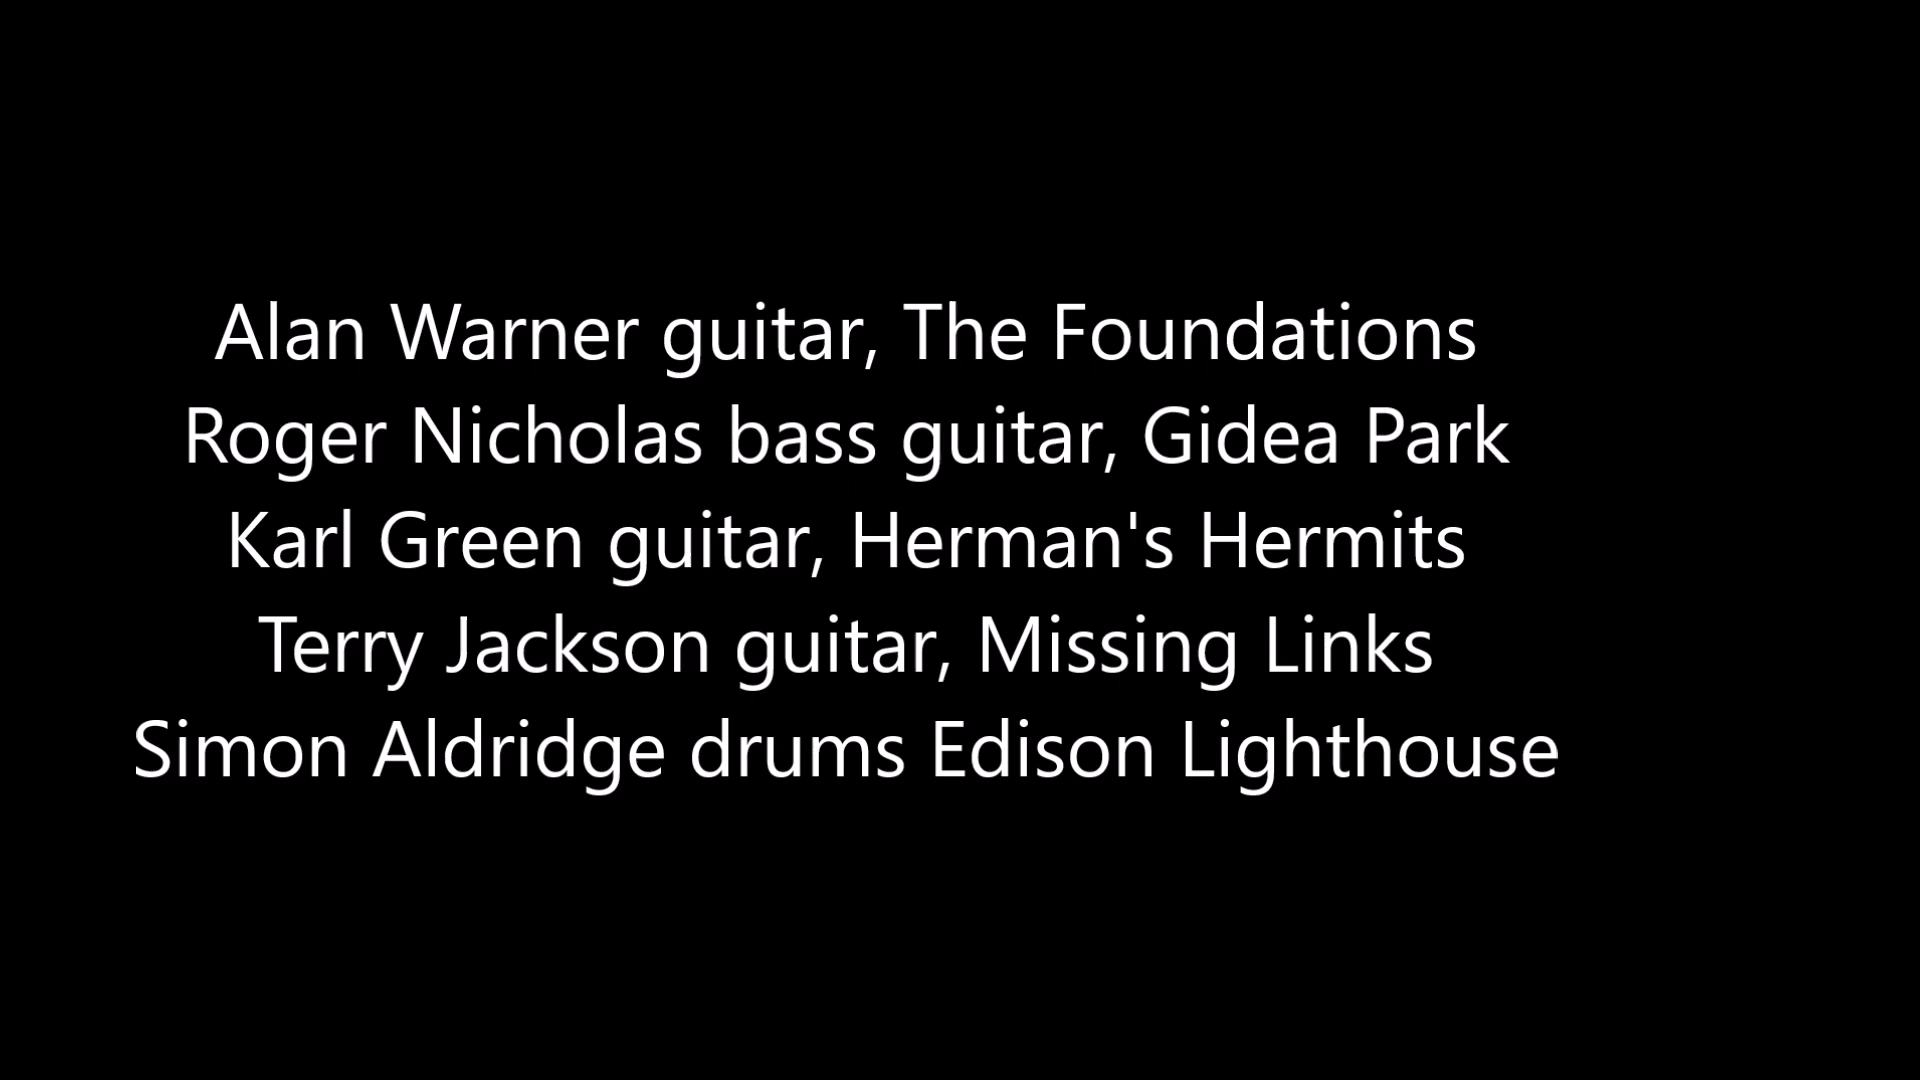 Alan Warner guitar, The Foundations
Roger Nicholas bass guitar, Gidea Park
Karl Green guitar, Herman's Hermits
Terry Jackson guitar, Missing Links
Simon Aldridge drums Edison Lighthouse